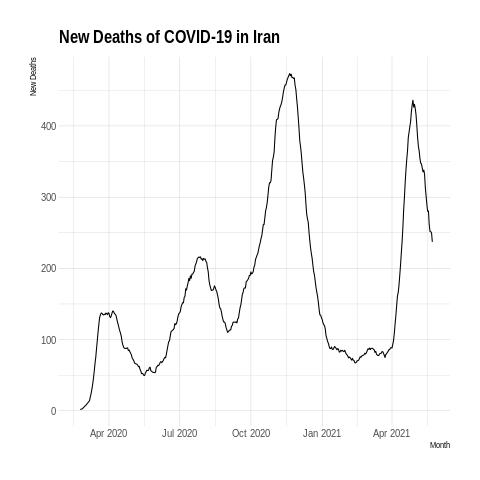 New Deaths of COVID-19 in Iran
New Deaths
400
300
200
100
0
Apr 2020 Jul 2020 Oct 2020 Jan 2021 Apr 2021
Month